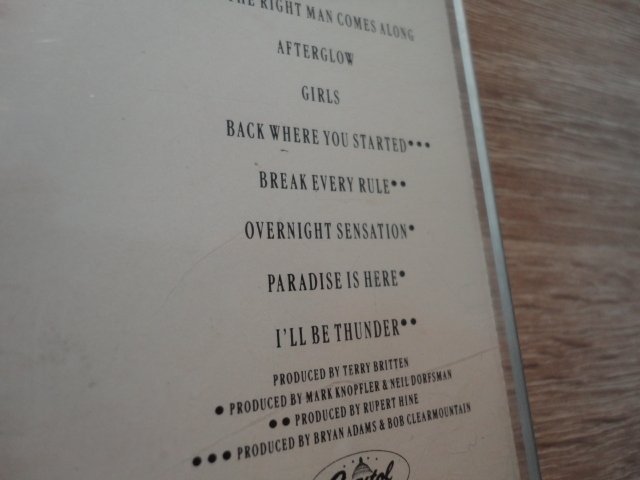 THE RIGHT MAN COMES ALONG
AFTERGLOW
GIRLS
BACK WHERE YOU STARTED•••
BREAK EVERY RULE••
OVERNIGHT SENSATION•
PARADISE IS HERE•
I'LL BE THUNDER••
PRODUCED BY TERRY BRITTEN
• PRODUCED BY MARK KNOPFLER & NEIL DORFSMAN
•• PRODUCED BY RUPERT HINE
••• PRODUCED BY BRYAN ADAMS & BOB CLEARMOUNTAIN
Capitol